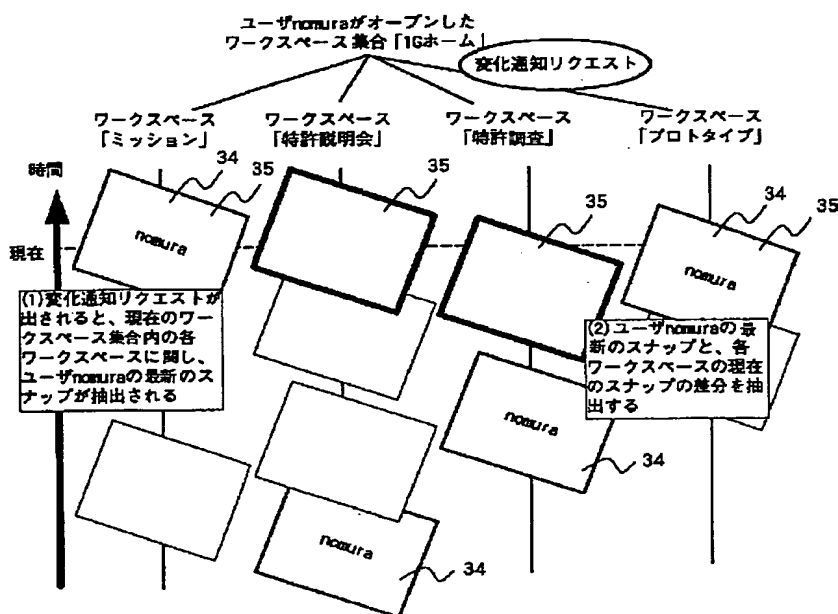 ユーザnomuraがオープンした
ワークスペース集合「1Gホーム」
変化通知リクエスト
ワークスペース
「ミッション」
ワークスペース
「特許説明会」
ワークスペース
「特許調査」
ワークスペース
「プロトタイプ」
時間
34
35
35
35
34
35
現在
nomura
nomura
(1)変化通知リクエストが
出されると、現在のワー
クスペース集合内の各
ワークスペースに関し、
ユーザnomuraの最新のス
ナップが抽出される
(2)ユーザnomuraの最
新のスナップと、各
ワークスペースの現在
のスナップの差分を抽
出する
nomura
34
nomura
34